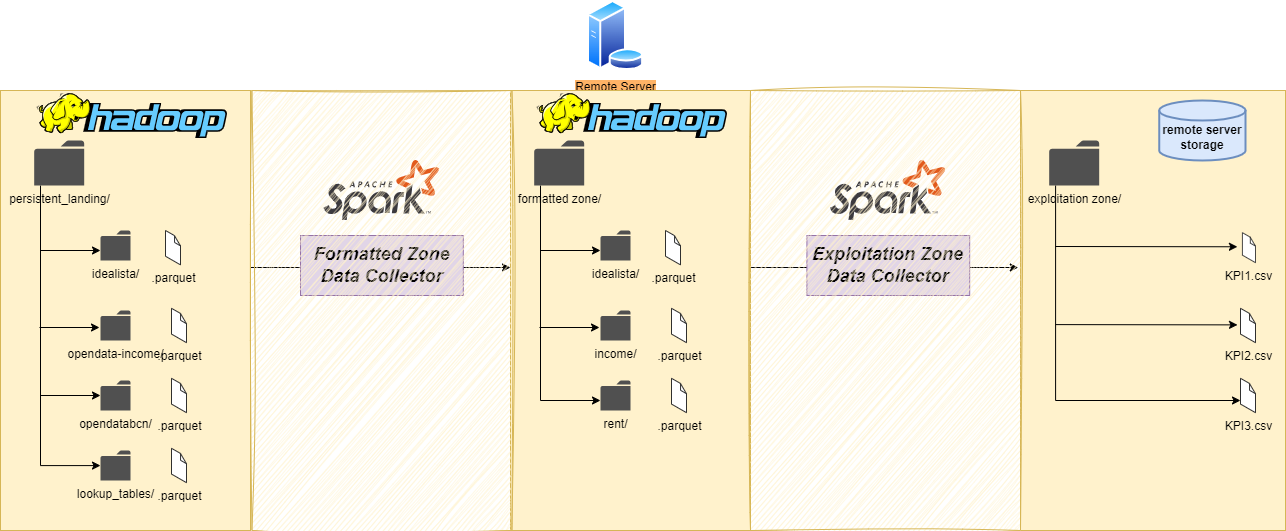 Remote Server
hadoop
persistent_landing/
idealista/
.parquet
opendata-income/
.parquet
opendatabcn/
.parquet
lookup_tables/
.parquet
APACHE
Spark
TM
Formatted Zone
Data Collector
hadoop
formatted zone/
idealista/
.parquet
income/
.parquet
rent/
.parquet
APACHE
Spark
TM
Exploitation Zone
Data Collector
remote server
storage
exploitation zone/
KPI1.csv
KPI2.csv
KPI3.csv